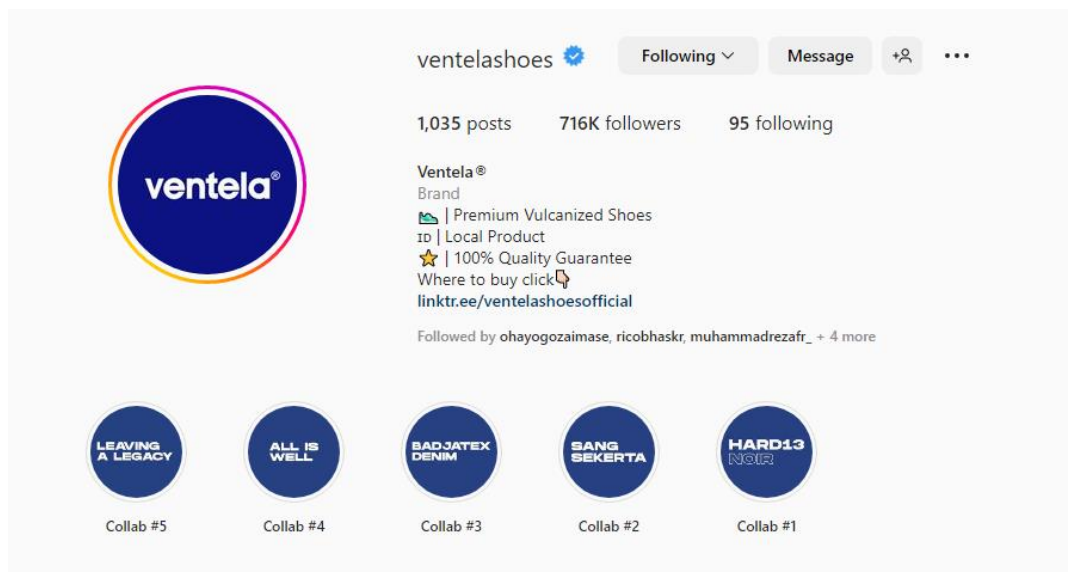 ventelashoes
Following
Message
1,035 posts 716K followers 95 following
ventela®
Ventela®
Brand
👟 | Premium Vulcanized Shoes
ID | Local Product
⭐ | 100% Quality Guarantee
Where to buy click👇🏻
linktr.ee/ventelashoesofficial
Followed by ohayogozaimase, ricobhaskr, muhammadrezafr_ + 4 more
LEAVING
A LEGACY
ALL IS
WELL
BADJATEX
DENIM
SANG
SEKERTA
HARD13
NOIR
Collab #5
Collab #4
Collab #3
Collab #2
Collab #1